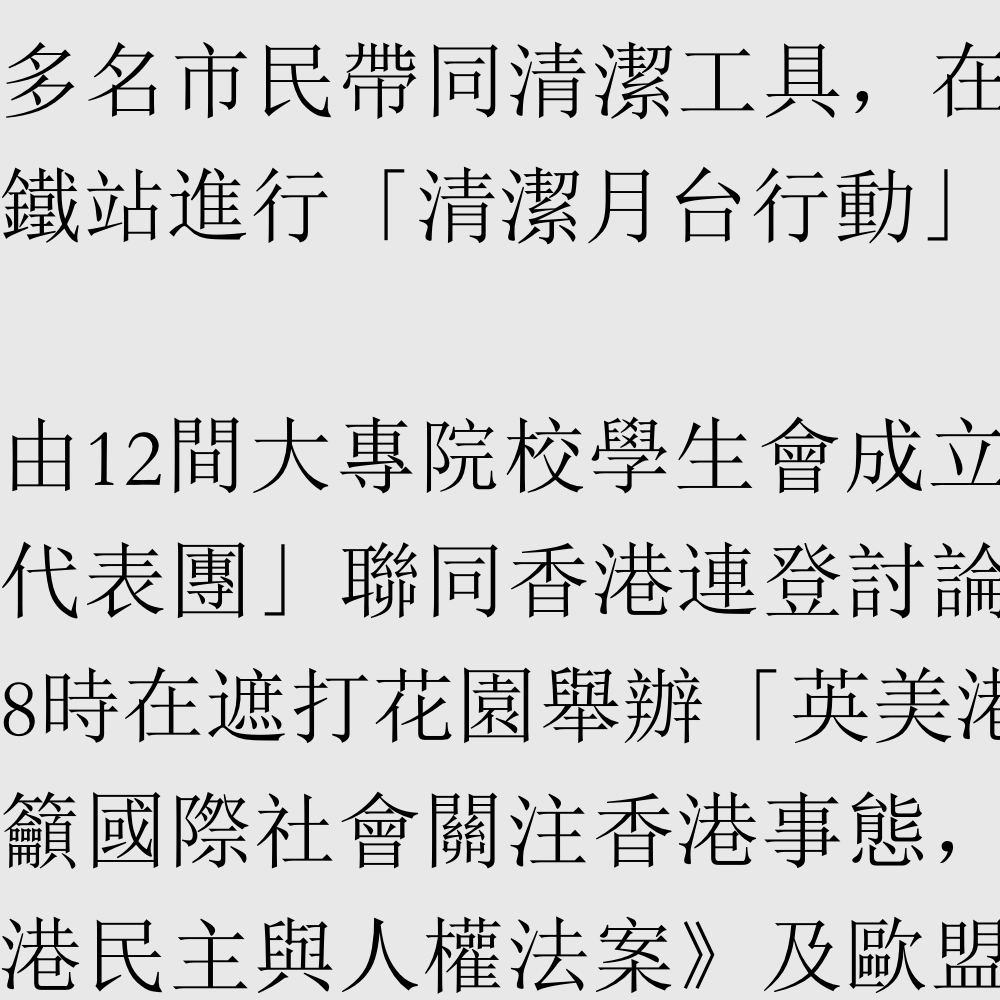 多名市民帶同清潔工具，在
鐵站進行「清潔月台行動」
由12間大專院校學生會成立
代表團」聯同香港連登討論
8時在遮打花園舉辦「英美港
籲國際社會關注香港事態，
港民主與人權法案》及歐盟